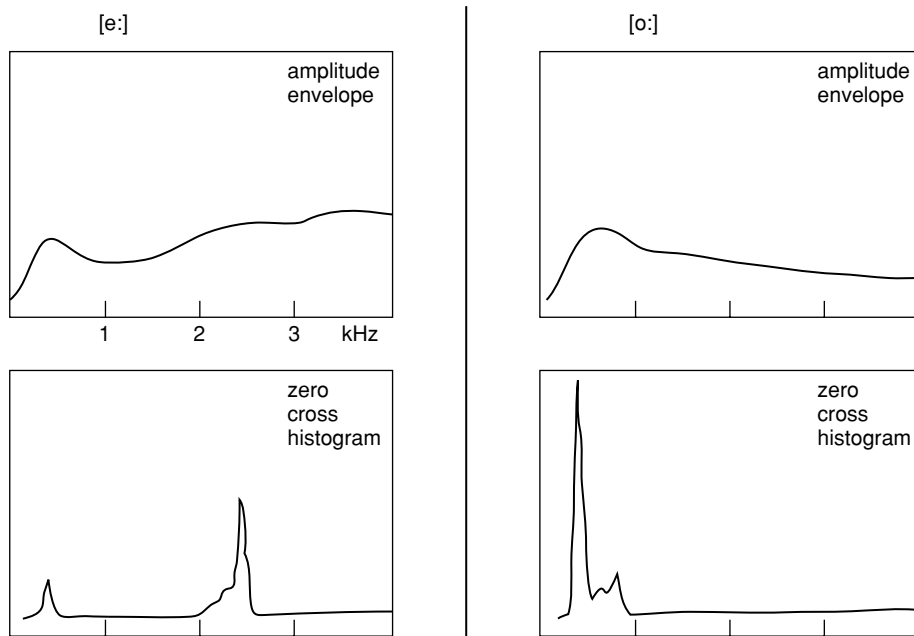 [e:]
amplitude
envelope
1 2 3 kHz
zero
cross
histogram
[o:]
amplitude
envelope
zero
cross
histogram